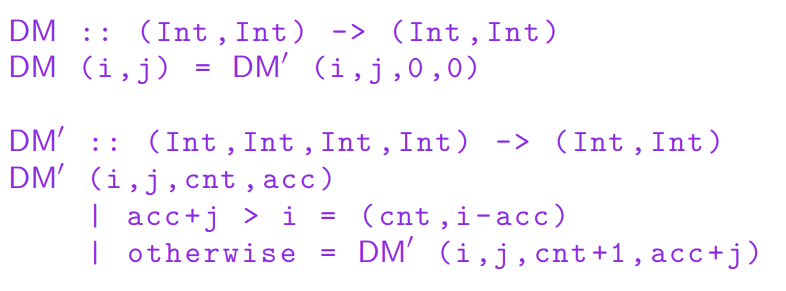 DM :: (Int,Int) -> (Int,Int)
DM (i,j) = DM′ (i,j,0,0)
DM′ :: (Int,Int,Int,Int) -> (Int,Int)
DM′ (i,j,cnt,acc)
| acc+j > i = (cnt,i-acc)
| otherwise = DM′ (i,j,cnt+1,acc+j)